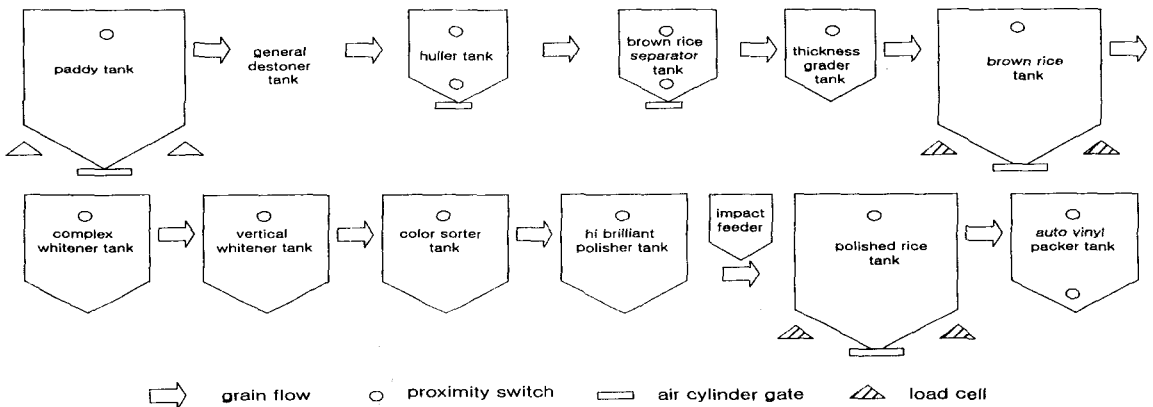 paddy tank
general
destoner
tank
huller tank
brown rice
separator
tank
thickness
grader
tank
brown rice
tank
complex
whitener tank
vertical
whitener tank
color sorter
tank
hi brilliant
polisher tank
impact
feeder
polished rice
tank
auto vinyl
packer tank
grain flow
proximity switch
air cylinder gate
load cell